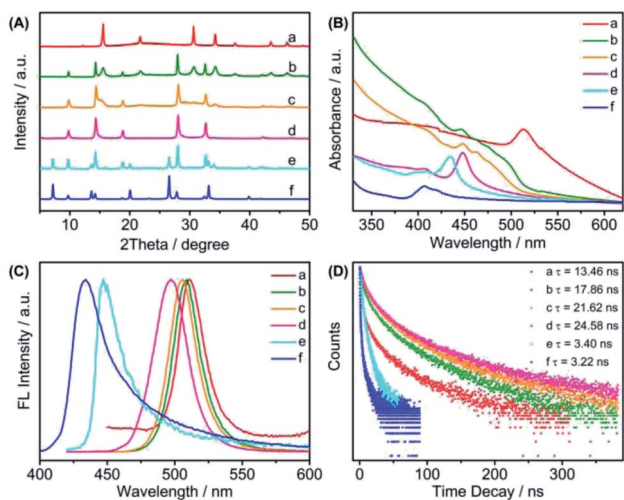 (A)
Intensity / a.u.
a
b
c
d
e
f
10 20 30 40 50
2Theta / degree
(B)
Absorbance / a.u.
a
b
c
d
e
f
350 400 450 500 550 600
Wavelength / nm
(C)
FL Intensity / a.u.
a
b
c
d
e
f
400 450 500 550 600
Wavelength / nm
(D)
Counts
a τ = 13.46 ns
b τ = 17.86 ns
c τ = 21.62 ns
d τ = 24.58 ns
e τ = 3.40 ns
f τ = 3.22 ns
0 100 200 300
Time Decay / ns